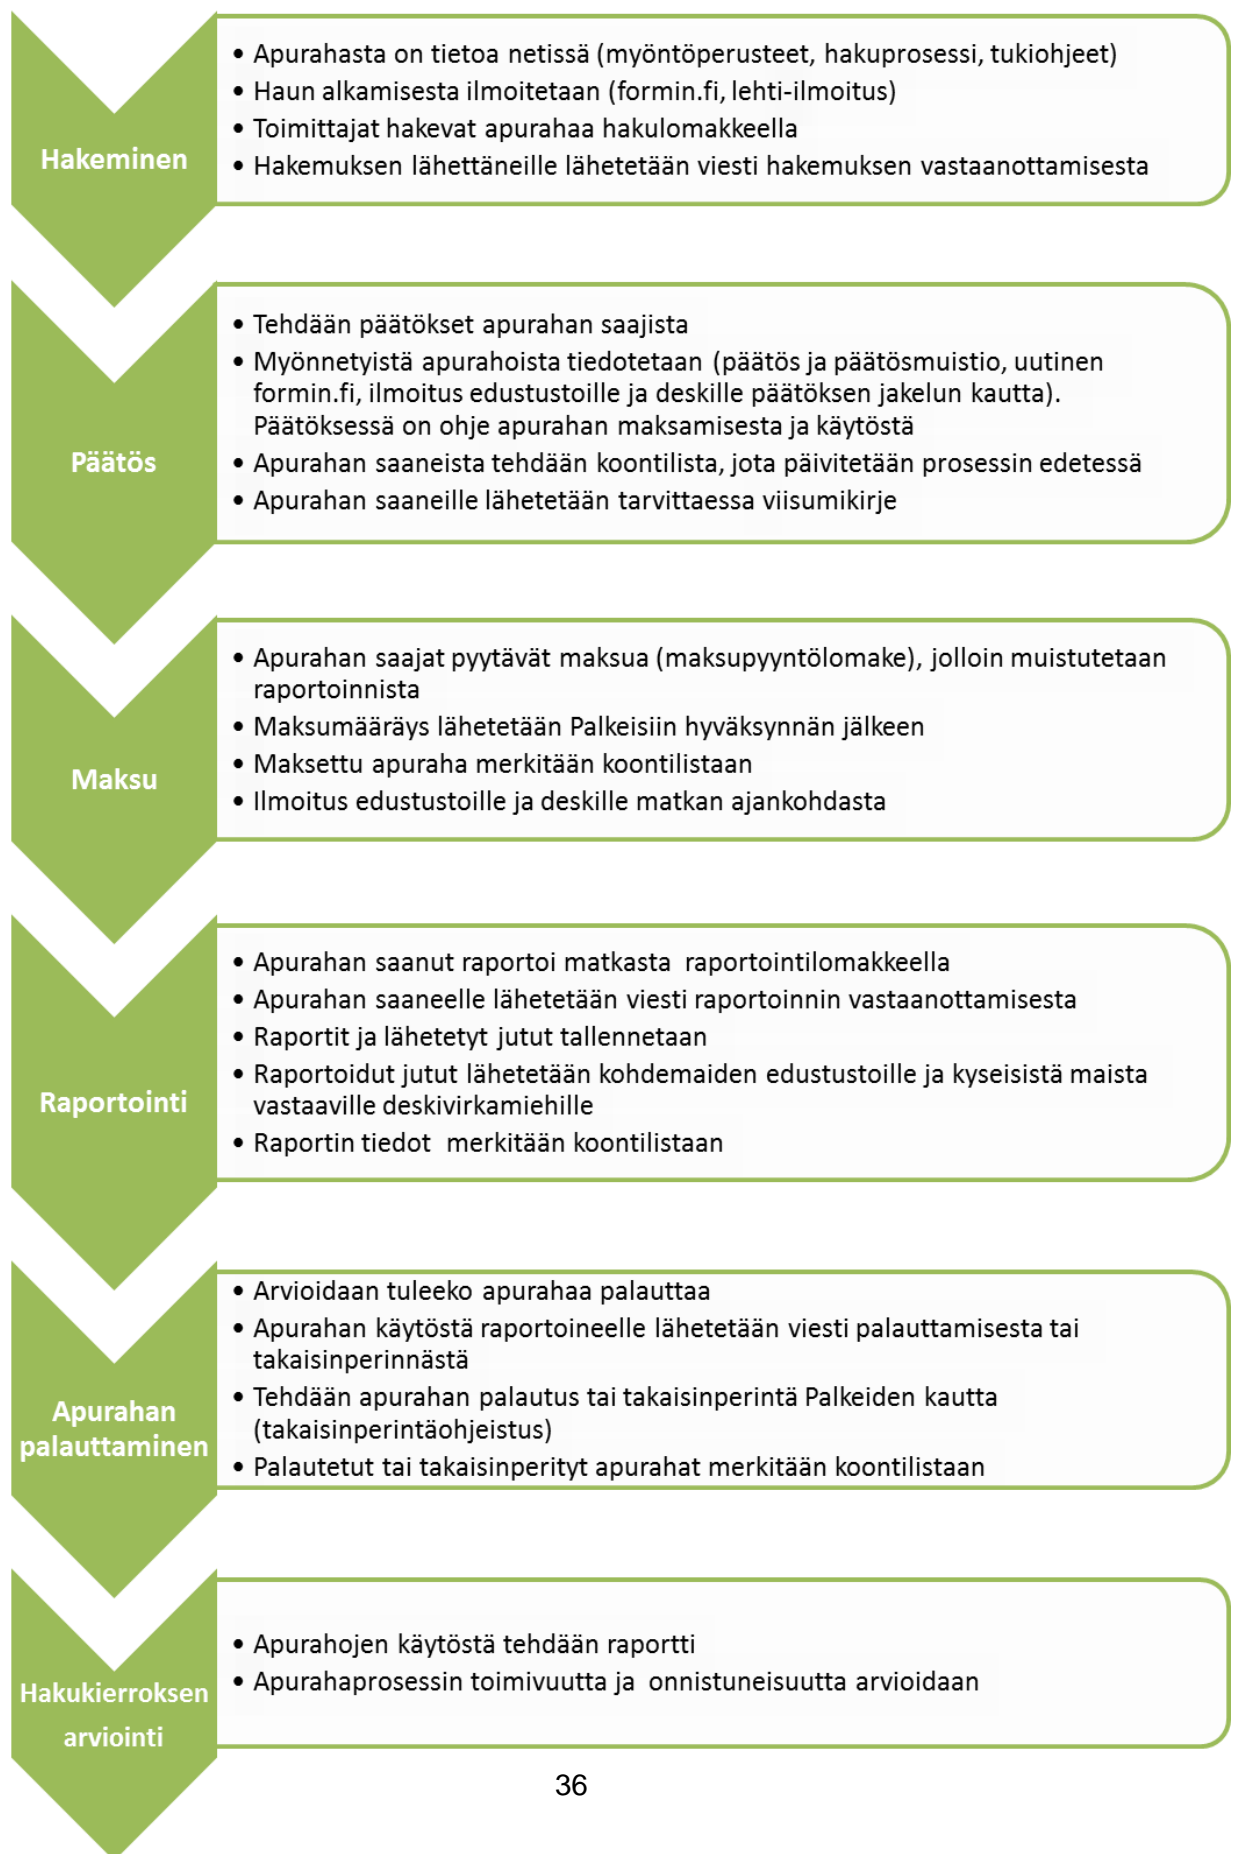 Hakeminen
• Apurahasta on tietoa netissä (myöntöperusteet, hakuprosessi, tukiohjeet)
• Haun alkamisesta ilmoitetaan (formin.fi, lehti-ilmoitus)
• Toimittajat hakevat apurahaa hakulomakkeella
• Hakemuksen lähettäneille lähetetään viesti hakemuksen vastaanottamisesta
Päätös
• Tehdään päätökset apurahan saajista
• Myönnetyistä apurahoista tiedotetaan (päätös ja päätösmuistio, uutinen
formin.fi, ilmoitus edustustoille ja deskille päätöksen jakelun kautta).
Päätöksessä on ohje apurahan maksamisesta ja käytöstä
• Apurahan saaneista tehdään koontilista, jota päivitetään prosessin edetessä
• Apurahan saaneille lähetetään tarvittaessa viisumikirje
Maksu
• Apurahan saajat pyytävät maksua (maksupyyntölomake), jolloin muistutetaan
raportoinnista
• Maksumääräys lähetetään Palkeisiin hyväksynnän jälkeen
• Maksettu apuraha merkitään koontilistaan
• Ilmoitus edustustoille ja deskille matkan ajankohdasta
Raportointi
• Apurahan saanut raportoi matkasta raportointilomakkeella
• Apurahan saaneelle lähetetään viesti raportoinnin vastaanottamisesta
• Raportit ja lähetetyt jutut tallennetaan
• Raportoidut jutut lähetetään kohdemaiden edustustoille ja kyseisistä maista
vastaaville deskivirkamiehille
• Raportin tiedot merkitään koontilistaan
Apurahan
palauttaminen
• Arvioidaan tuleeko apurahaa palauttaa
• Apurahan käytöstä raportoineelle lähetetään viesti palauttamisesta tai
takaisinperinnästä
• Tehdään apurahan palautus tai takaisinperintä Palkeiden kautta
(takaisinperintäohjeistus)
• Palautetut tai takaisinperityt apurahat merkitään koontilistaan
Hakukierroksen
arviointi
• Apurahojen käytöstä tehdään raportti
• Apurahaprosessin toimivuutta ja onnistuneisuutta arvioidaan
36